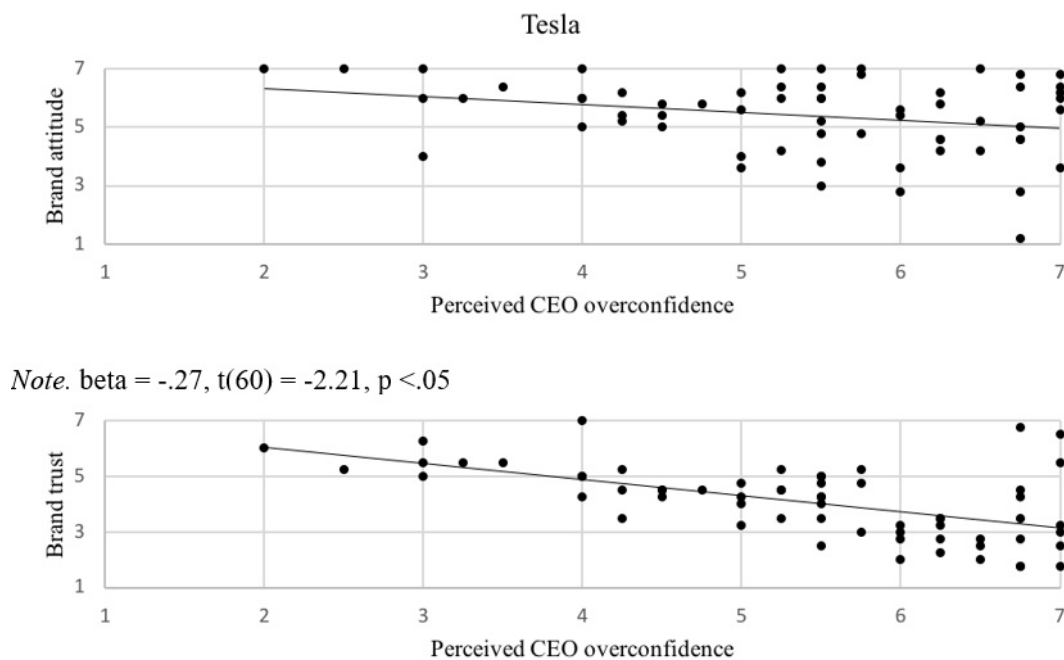 Tesla
7
5
3
1
Brand attitude
1 2 3 4 5 6 7
Perceived CEO overconfidence
Note. beta = -.27, t(60) = -2.21, p <.05
7
5
3
1
Brand trust
1 2 3 4 5 6 7
Perceived CEO overconfidence